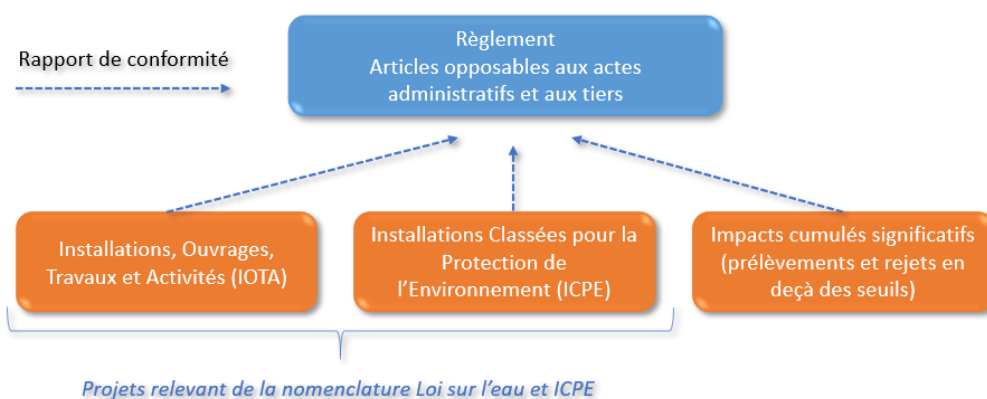 Règlement
Articles opposables aux actes
administratifs et aux tiers
Rapport de conformité
Installations, Ouvrages,
Travaux et Activités (IOTA)
Installations Classées pour la
Protection de
l’Environnement (ICPE)
Impacts cumulés significatifs
(prélèvements et rejets en
deçà des seuils)
Projets relevant de la nomenclature Loi sur l’eau et ICPE